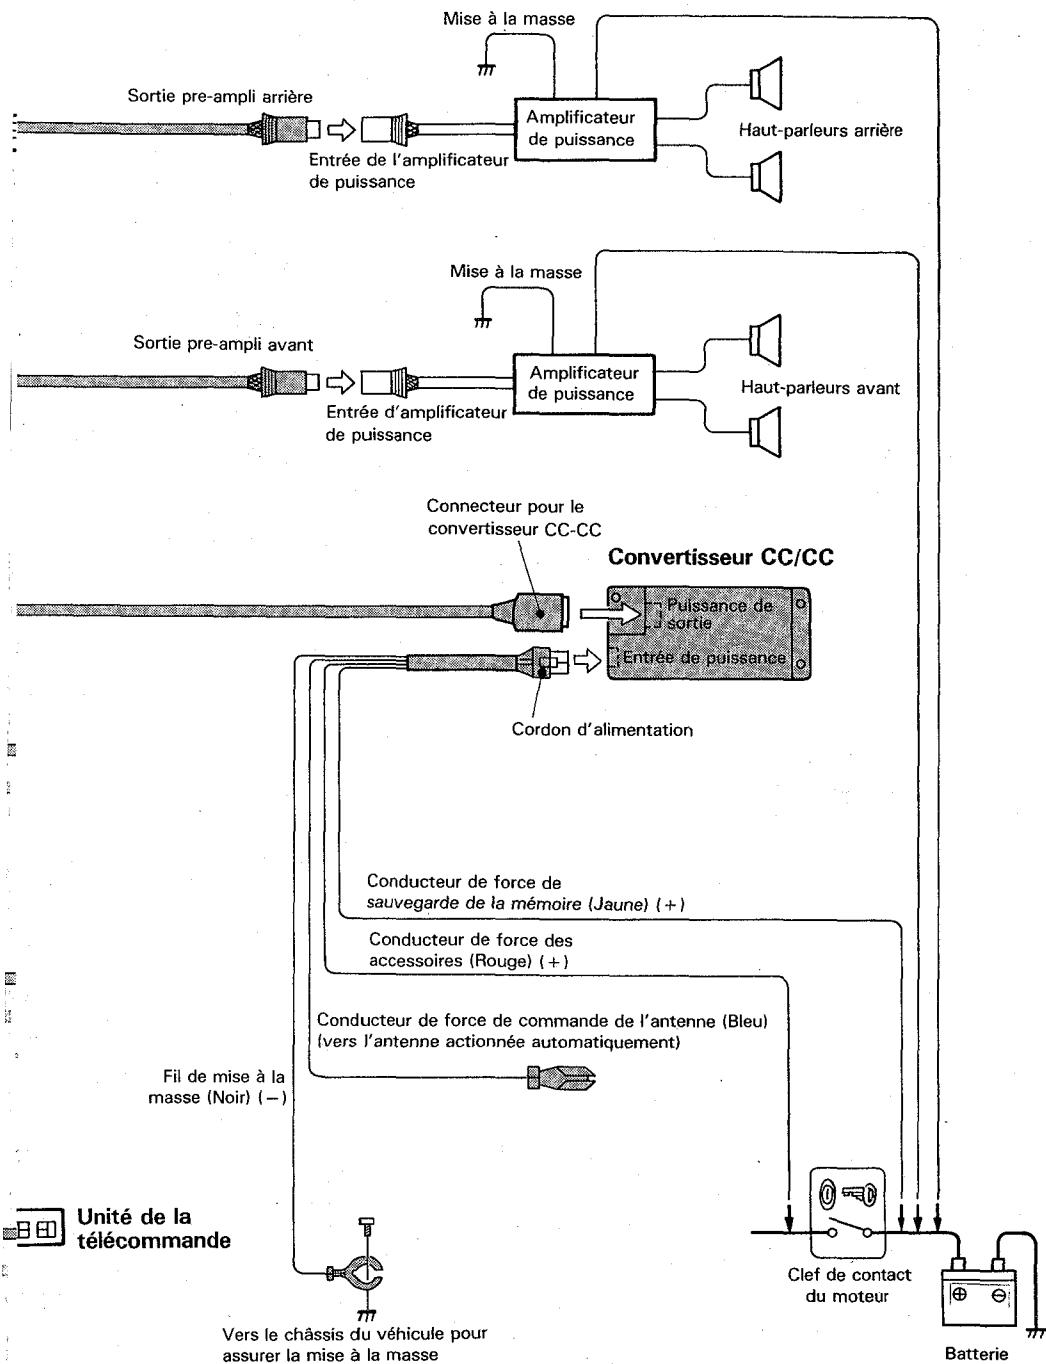 Mise à la masse
Sortie pre-ampli arrière
Entrée de l'amplificateur
de puissance
Amplificateur
de puissance
Haut-parleurs arrière
Mise à la masse
Sortie pre-ampli avant
Entrée d'amplificateur
de puissance
Amplificateur
de puissance
Haut-parleurs avant
Connecteur pour le
convertisseur CC-CC
Convertisseur CC/CC
Puissance de
sortie
Entrée de puissance
Cordon d'alimentation
Conducteur de force de
sauvegarde de la mémoire (Jaune) (+)
Conducteur de force des
accessoires (Rouge) (+)
Conducteur de force de commande de l'antenne (Bleu)
(vers l'antenne actionnée automatiquement)
Fil de mise à la
masse (Noir) (−)
Unité de la
télécommande
Vers le châssis du véhicule pour
assurer la mise à la masse
Clef de contact
du moteur
⊕ ⊖
Batterie